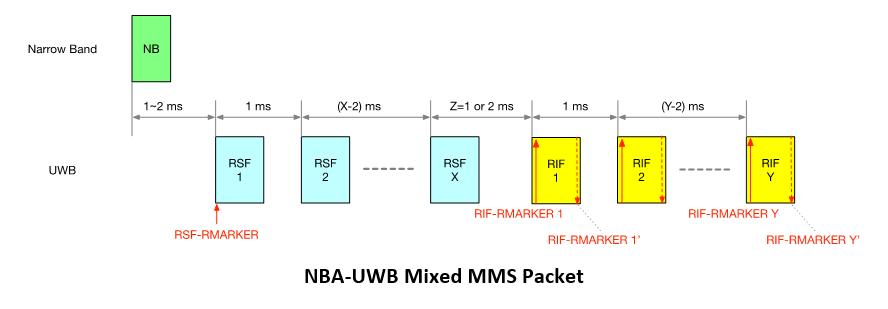 Narrow Band
NB
1~2 ms
1 ms
(X-2) ms
Z=1 or 2 ms
1 ms
(Y-2) ms
UWB
RSF
1
RSF
2
RSF
X
RIF
1
RIF
2
RIF
Y
RSF-RMARKER
RIF-RMARKER 1
RIF-RMARKER Y
RIF-RMARKER 1’
RIF-RMARKER Y’
NBA-UWB Mixed MMS Packet